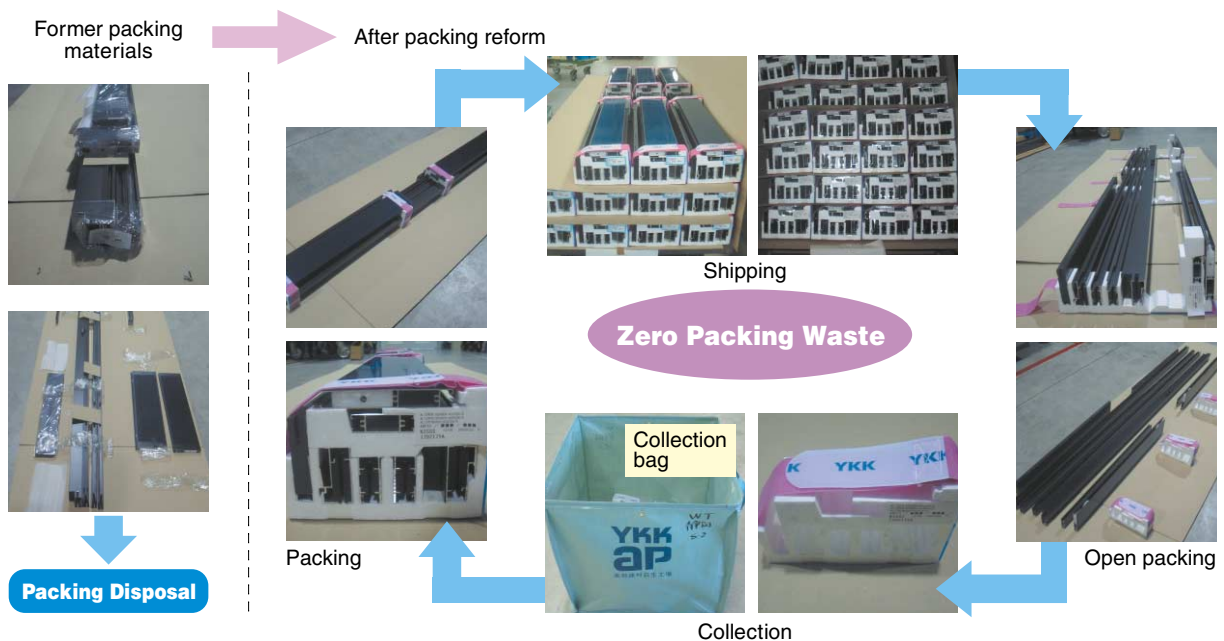 Former packing
materials
After packing reform
Shipping
Zero Packing Waste
Collection
bag
YKK
YKK
YKK
ap
Packing
Open packing
Packing Disposal
Collection